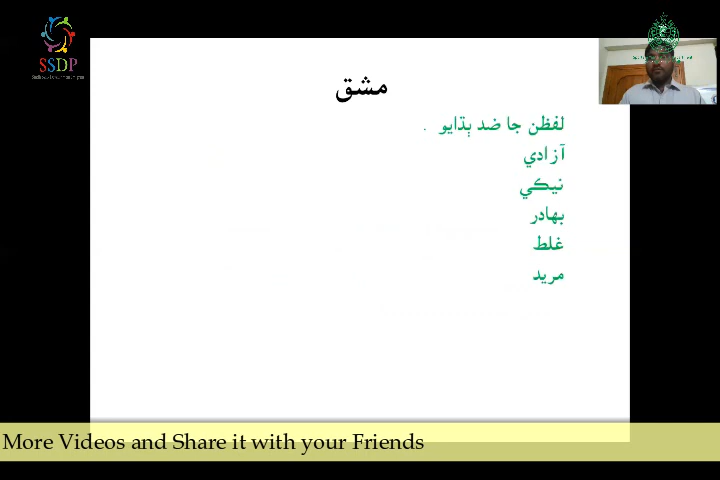 SSDP
مشق
لفظن جا ضد ٻڌايو .
آزادي
نيڪي
بهادر
غلط
مريد
More Videos and Share it with your Friends